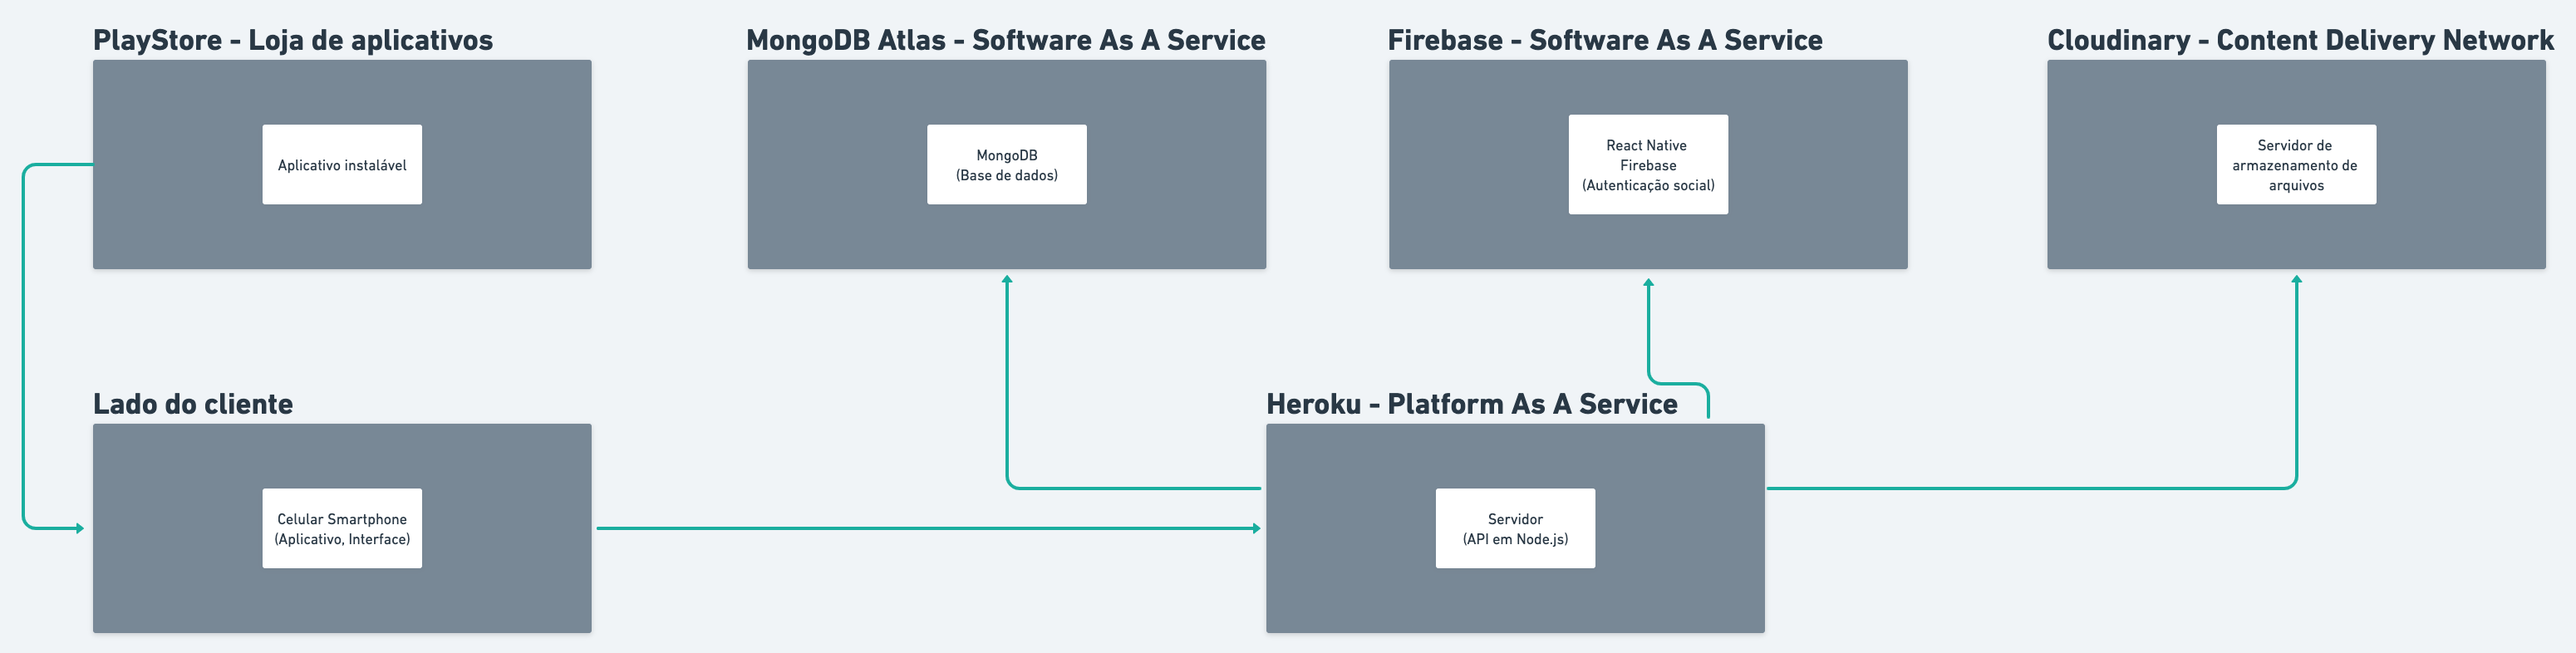 PlayStore - Loja de aplicativos
Aplicativo instalável
MongoDB Atlas - Software As A Service
MongoDB
(Base de dados)
Firebase - Software As A Service
React Native
Firebase
(Autenticação social)
Cloudinary - Content Delivery Network
Servidor de
armazenamento de
arquivos
Lado do cliente
Celular Smartphone
(Aplicativo, Interface)
Heroku - Platform As A Service
Servidor
(API em Node.js)